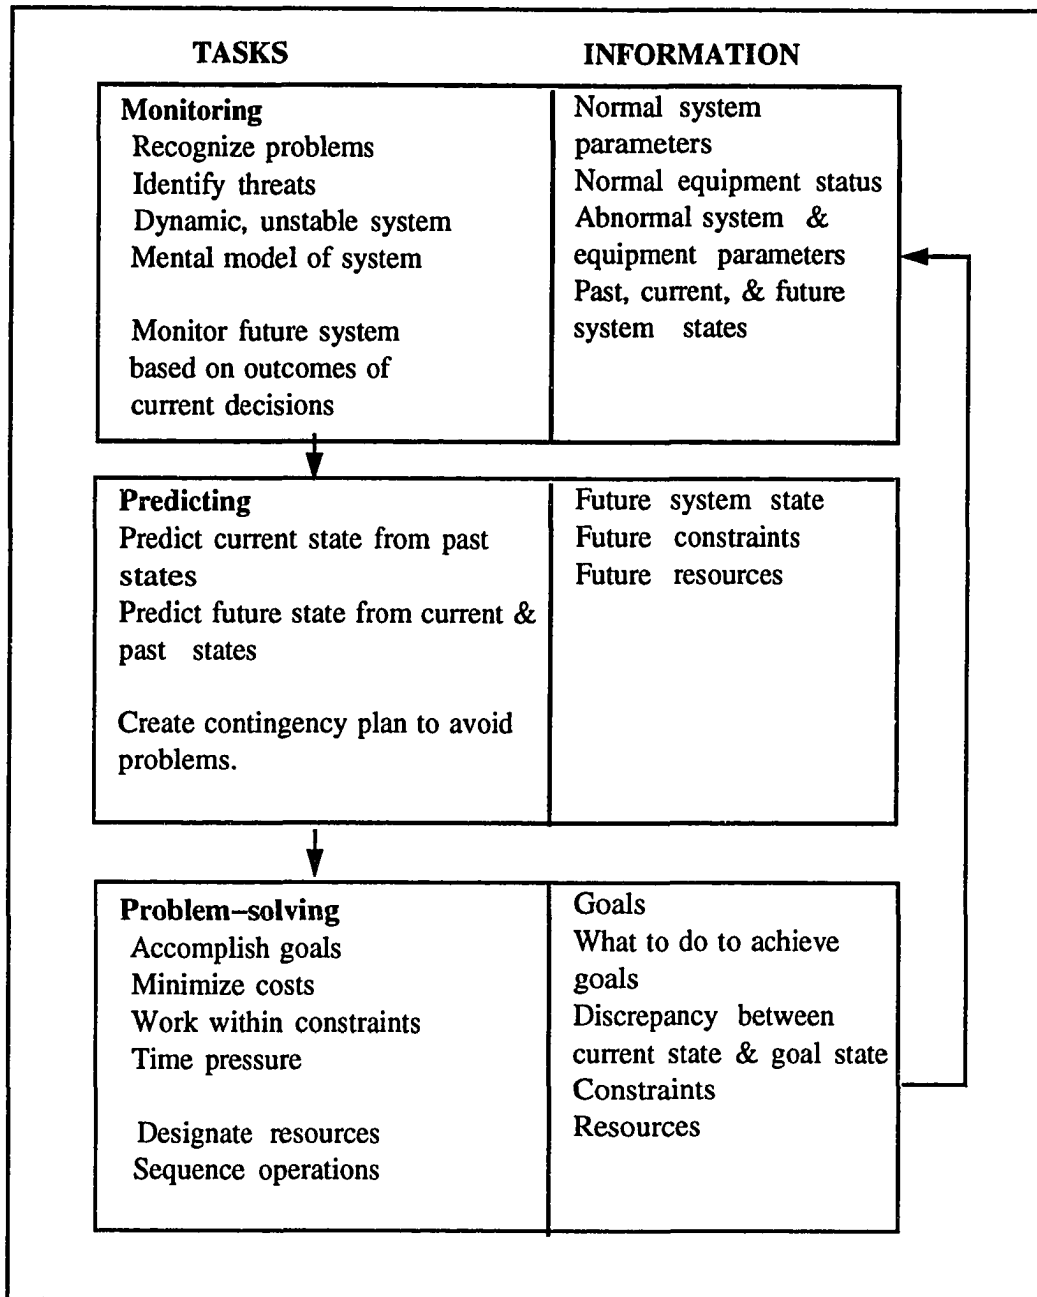 TASKS
INFORMATION
Monitoring
Recognize problems
Identify threats
Dynamic, unstable system
Mental model of system
Monitor future system
based on outcomes of
current decisions
Normal system
parameters
Normal equipment status
Abnormal system &
equipment parameters
Past, current, & future
system states
Predicting
Predict current state from past
states
Predict future state from current &
past states
Create contingency plan to avoid
problems.
Future system state
Future constraints
Future resources
Problem–solving
Accomplish goals
Minimize costs
Work within constraints
Time pressure
Designate resources
Sequence operations
Goals
What to do to achieve
goals
Discrepancy between
current state & goal state
Constraints
Resources